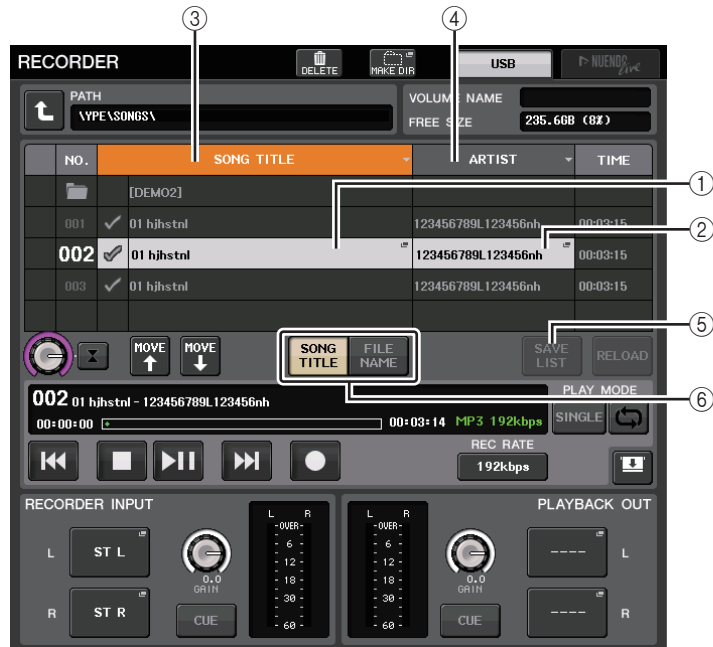 ③ ④
RECORDER DELETE MAKE DIR USB NUENDO Live
PATH VOLUME NAME
\YPE\SONGS\ FREE SIZE 235.6GB (8%)
NO. SONG TITLE ARTIST TIME
[DEMO2] ①
001 01 hjhstnl 123456789L123456nh 00:03:15 ②
002 01 hjhstnl 123456789L123456nh 00:03:15
003 01 hjhstnl 123456789L123456nh 00:03:15
⑤
MOVE MOVE SONG TITLE FILE NAME SAVE LIST RELOAD
⑥
002 01 hjhstnl - 123456789L123456nh PLAY MODE
00:00:00 00:03:14 MP3 192kbps SINGLE
REC RATE
192kbps
RECORDER INPUT PLAYBACK OUT
L R L R
-OVER- -OVER-
L ST L - 6 - - 6 - ---- L
- 12 - - 12 -
0.0 - 18 - - 18 - 0.0
GAIN - 30 - - 30 - GAIN
R ST R CUE - 60 - - 60 - CUE ---- R